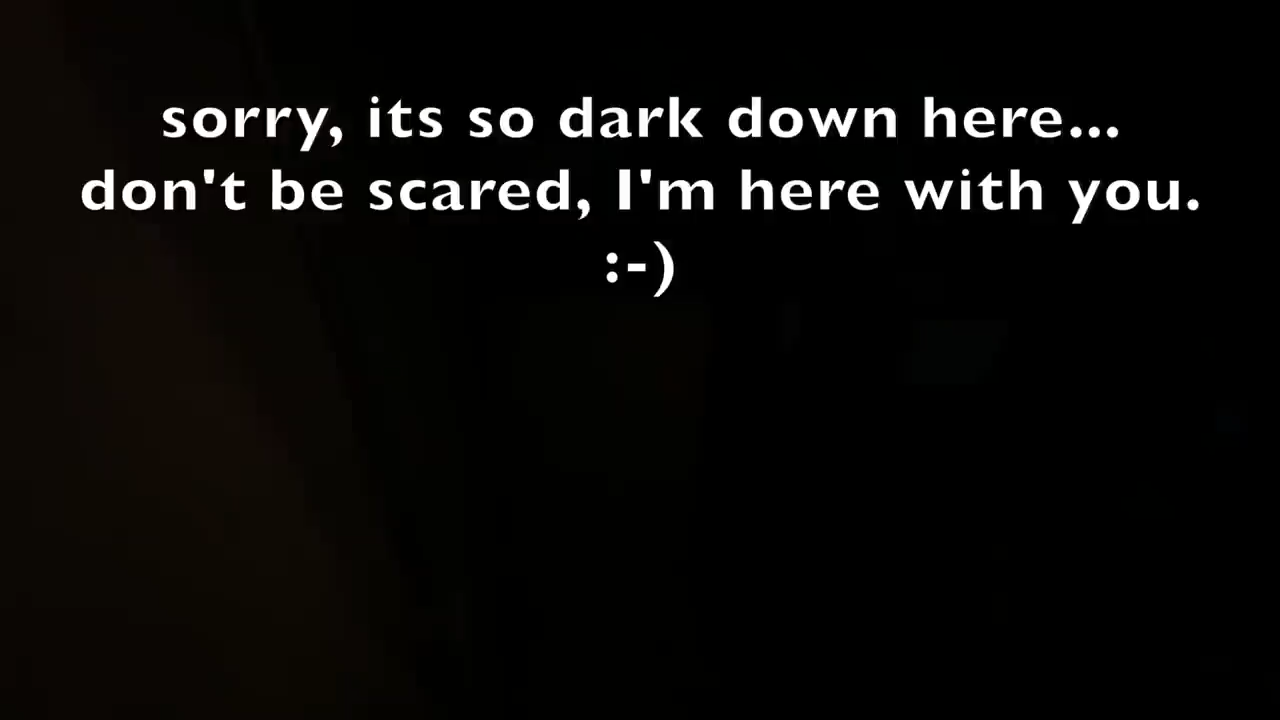 sorry, its so dark down here...
don't be scared, I'm here with you.
:-)